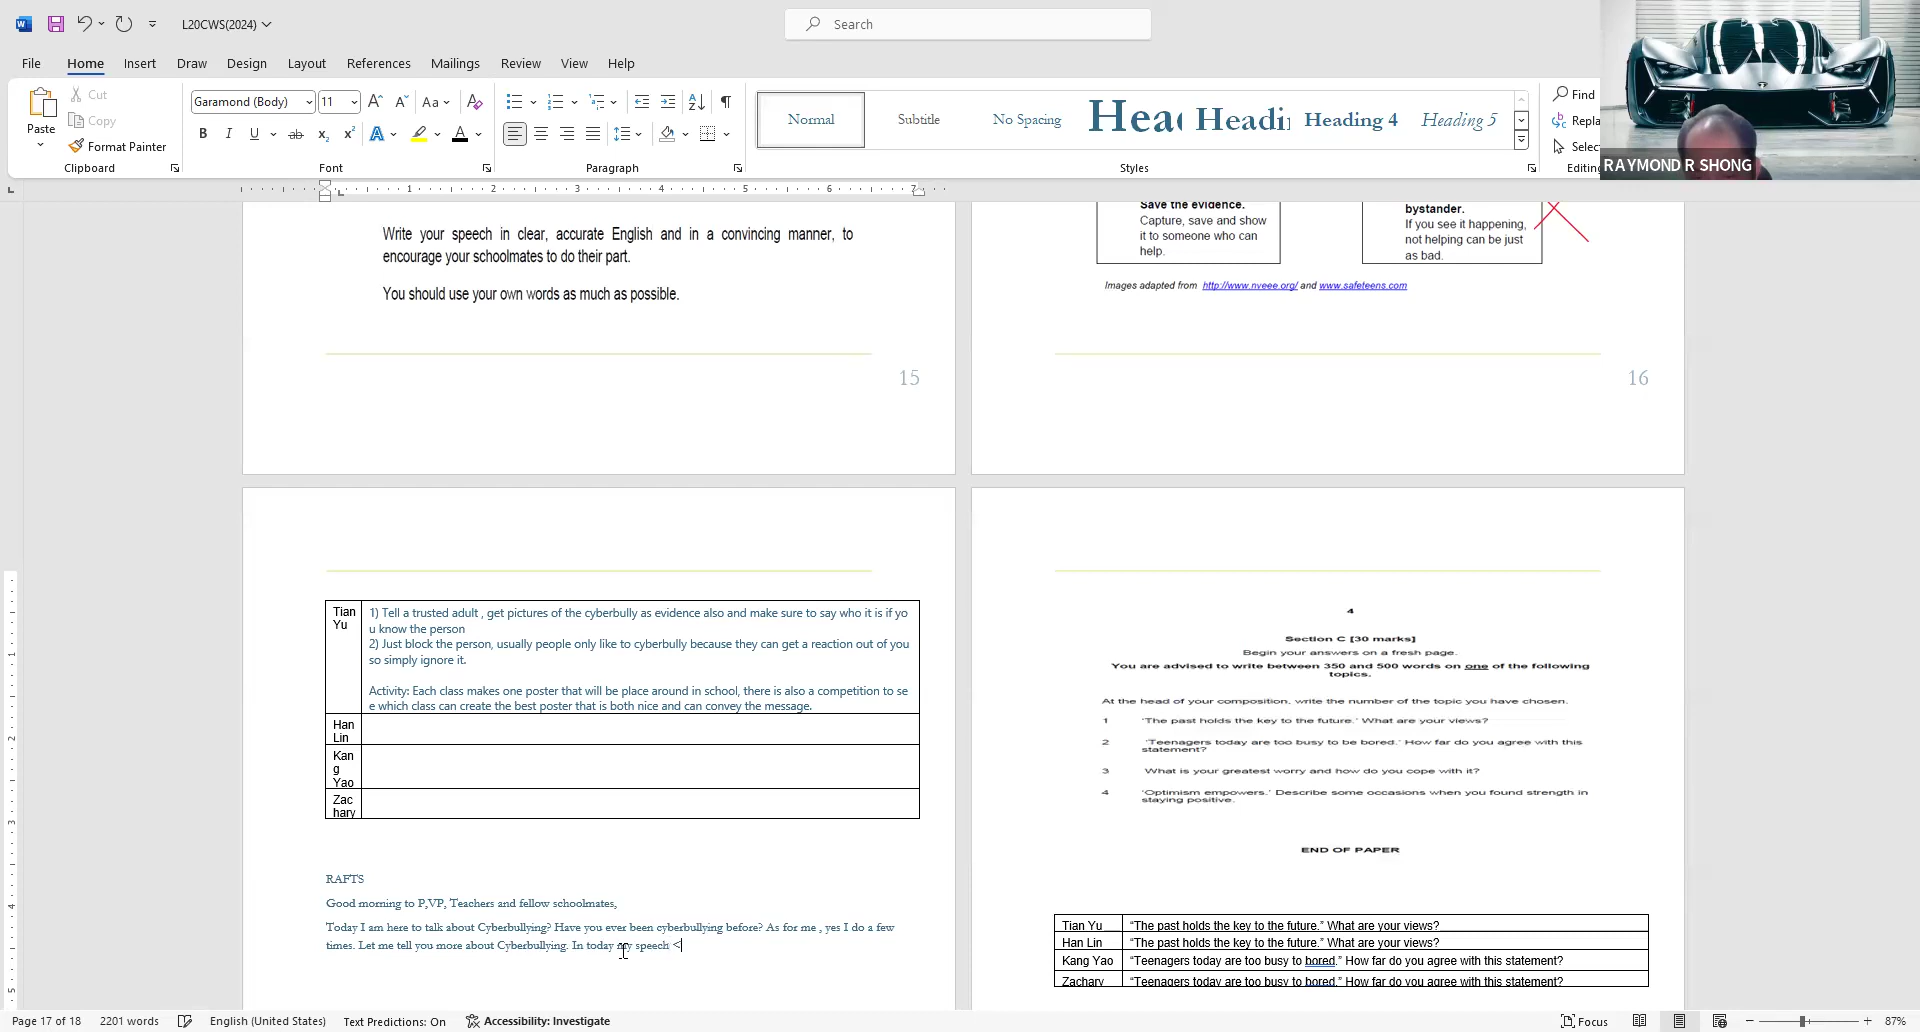 L20CWS(2024)
Search
File Home Insert Draw Design Layout References Mailings Review View Help
Paste
Cut
Copy
Format Painter
Clipboard
Garamond (Body) 11
Font
Paragraph
Normal
Subtitle
No Spacing
Heading 4
Heading 5
Styles
Find
Editing
RAYMOND R SHONG
Write your speech in clear, accurate English and in a convincing manner, to
encourage your schoolmates to do their part.
You should use your own words as much as possible.
15
Save the evidence.
Capture, save and show
it to someone who can
help.
bystander.
If you see it happening,
not helping can be just
as bad.
Images adapted from http://www.nveee.org/ and www.safeteens.com
16
Tian
Yu
1) Tell a trusted adult , get pictures of the cyberbully as evidence also and make sure to say who it is if yo
u know the person
2) Just block the person, usually people only like to cyberbully because they can get a reaction out of you
so simply ignore it.
Activity: Each class makes one poster that will be place around in school, there is also a competition to se
e which class can create the best poster that is both nice and can convey the message.
Han
Lin
Kan
g
Yao
Zac
hary
RAFTS
Good morning to P,VP, Teachers and fellow schoolmates,
Today I am here to talk about Cyberbullying? Have you ever been cyberbullying before? As for me , yes I do a few
times. Let me tell you more about Cyberbullying. In today my speech <
4
Section C [30 marks]
Begin your answers on a fresh page.
You are advised to write between 350 and 500 words on one of the following
topics.
At the head of your composition, write the number of the topic you have chosen.
1 'The past holds the key to the future.' What are your views?
2 'Teenagers today are too busy to be bored.' How far do you agree with this
statement?
3 What is your greatest worry and how do you cope with it?
4 'Optimism empowers.' Describe some occasions when you found strength in
staying positive.
END OF PAPER
Tian Yu "The past holds the key to the future." What are your views?
Han Lin "The past holds the key to the future." What are your views?
Kang Yao "Teenagers today are too busy to bored." How far do you agree with this statement?
Zachary "Teenagers today are too busy to bored." How far do you agree with this statement?
Page 17 of 18 2201 words English (United States) Text Predictions: On Accessibility: Investigate Focus 87%